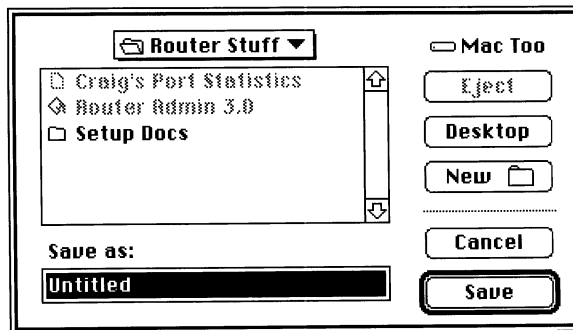 Router Stuff
Mac Too
Craig's Port Statistics
Router Admin 3.0
Setup Docs
Eject
Desktop
New
Save as:
Untitled
Cancel
Save